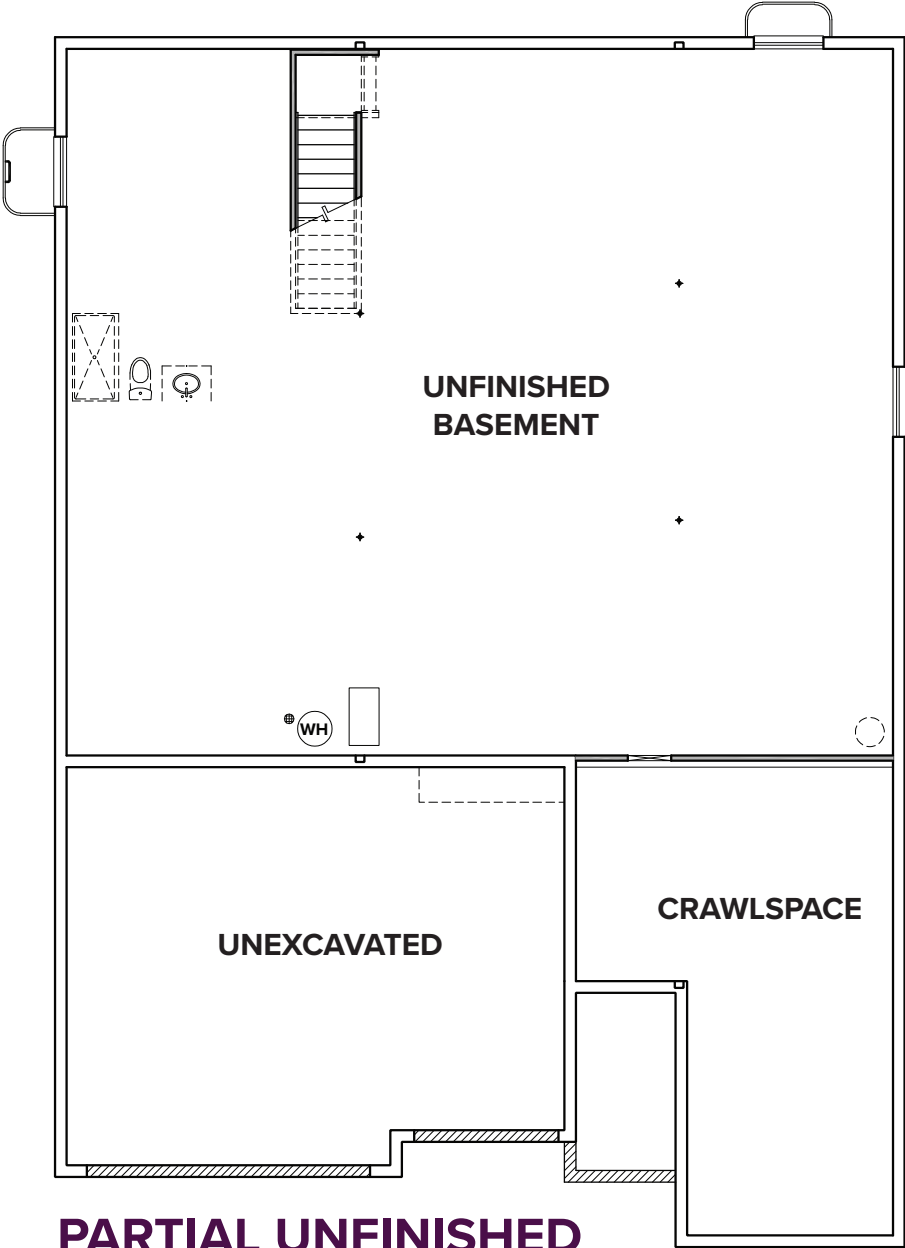 UNFINISHED
BASEMENT
WH
CRAWLSPACE
UNEXCAVATED
PARTIAL UNFINISHED